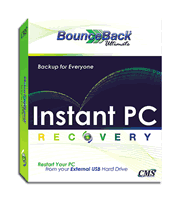 BounceBack
Ultimate
Backup for Everyone
Instant PC
RECOVERY
Restart Your PC
from your External USB Hard Drive
CMS